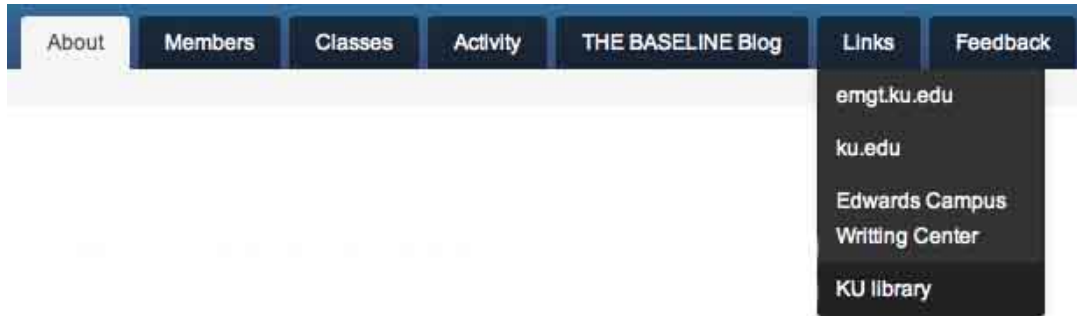 About Members Classes Activity THE BASELINE Blog Links Feedback
emgt.ku.edu
ku.edu
Edwards Campus
Writting Center
KU library